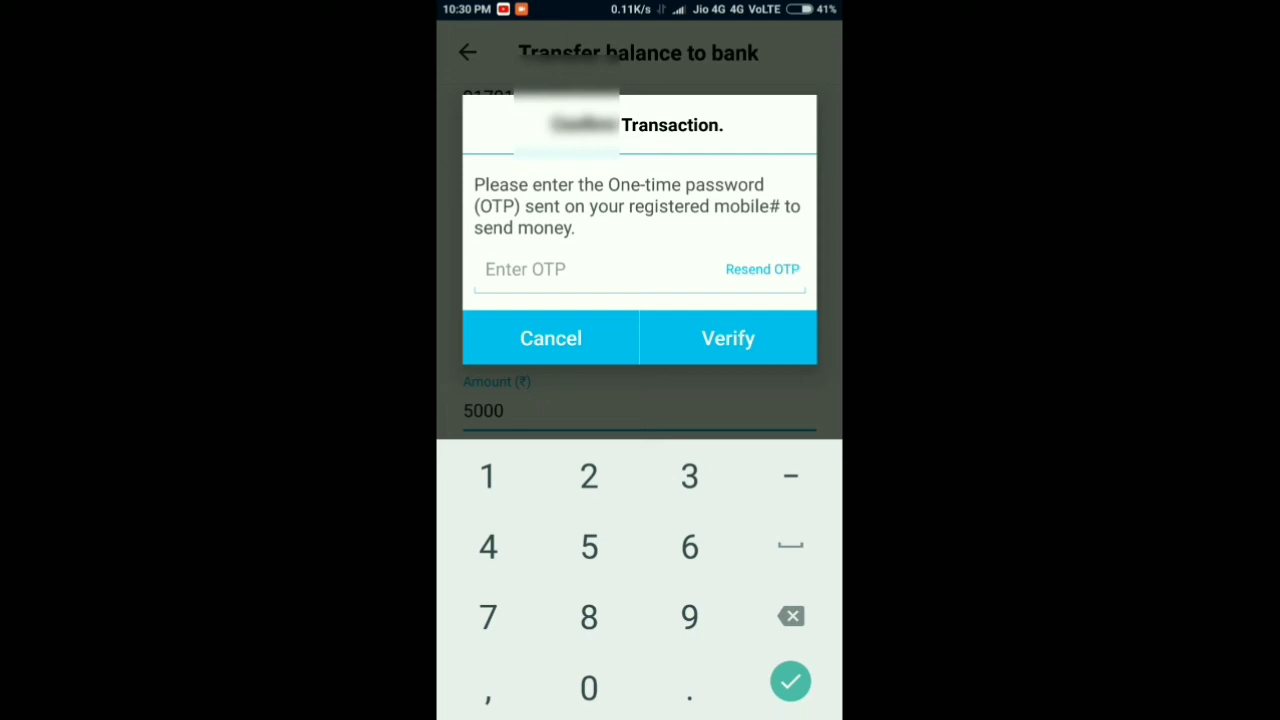 10:30 PM 0.11K/s Jio 4G 4G VoLTE 41%
Transfer balance to bank
Transaction.
Please enter the One-time password
(OTP) sent on your registered mobile# to
send money.
Enter OTP Resend OTP
Cancel Verify
Amount (₹)
5000
1 2 3 -
4 5 6
7 8 9
, 0 .